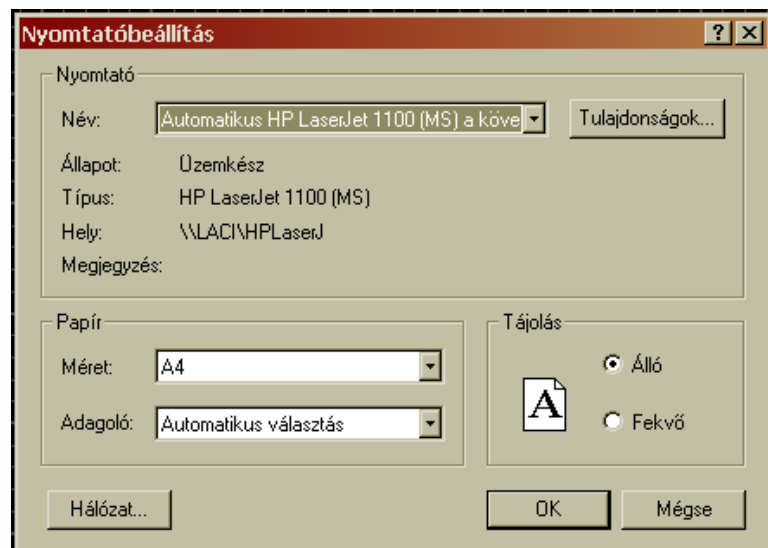 Nyomtatóbeállítás
Nyomtató
Név: Automatikus HP LaserJet 1100 (MS) a köve Tulajdonságok...
Állapot: Üzemkész
Típus: HP LaserJet 1100 (MS)
Hely: \\LACI\HPLaserJ
Megjegyzés:
Papír
Méret: A4
Adagoló: Automatikus választás
Tájolás
A
Álló
Fekvő
Hálózat...
OK
Mégse